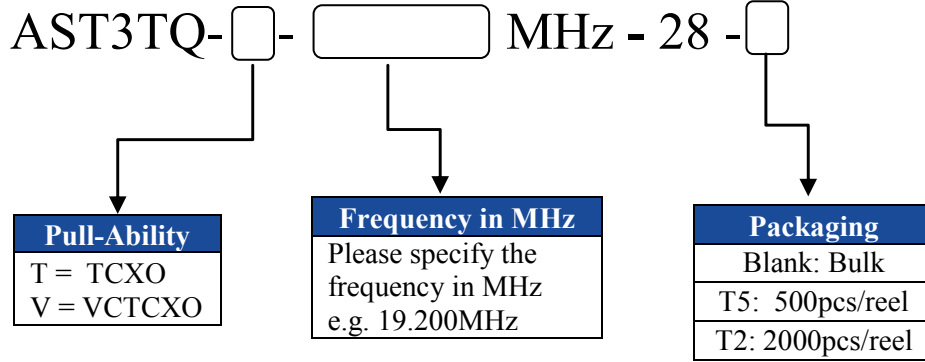 AST3TQ- - MHz - 28 -
Pull-Ability
T = TCXO
V = VCTCXO
Frequency in MHz
Please specify the
frequency in MHz
e.g. 19.200MHz
Packaging
Blank: Bulk
T5: 500pcs/reel
T2: 2000pcs/reel